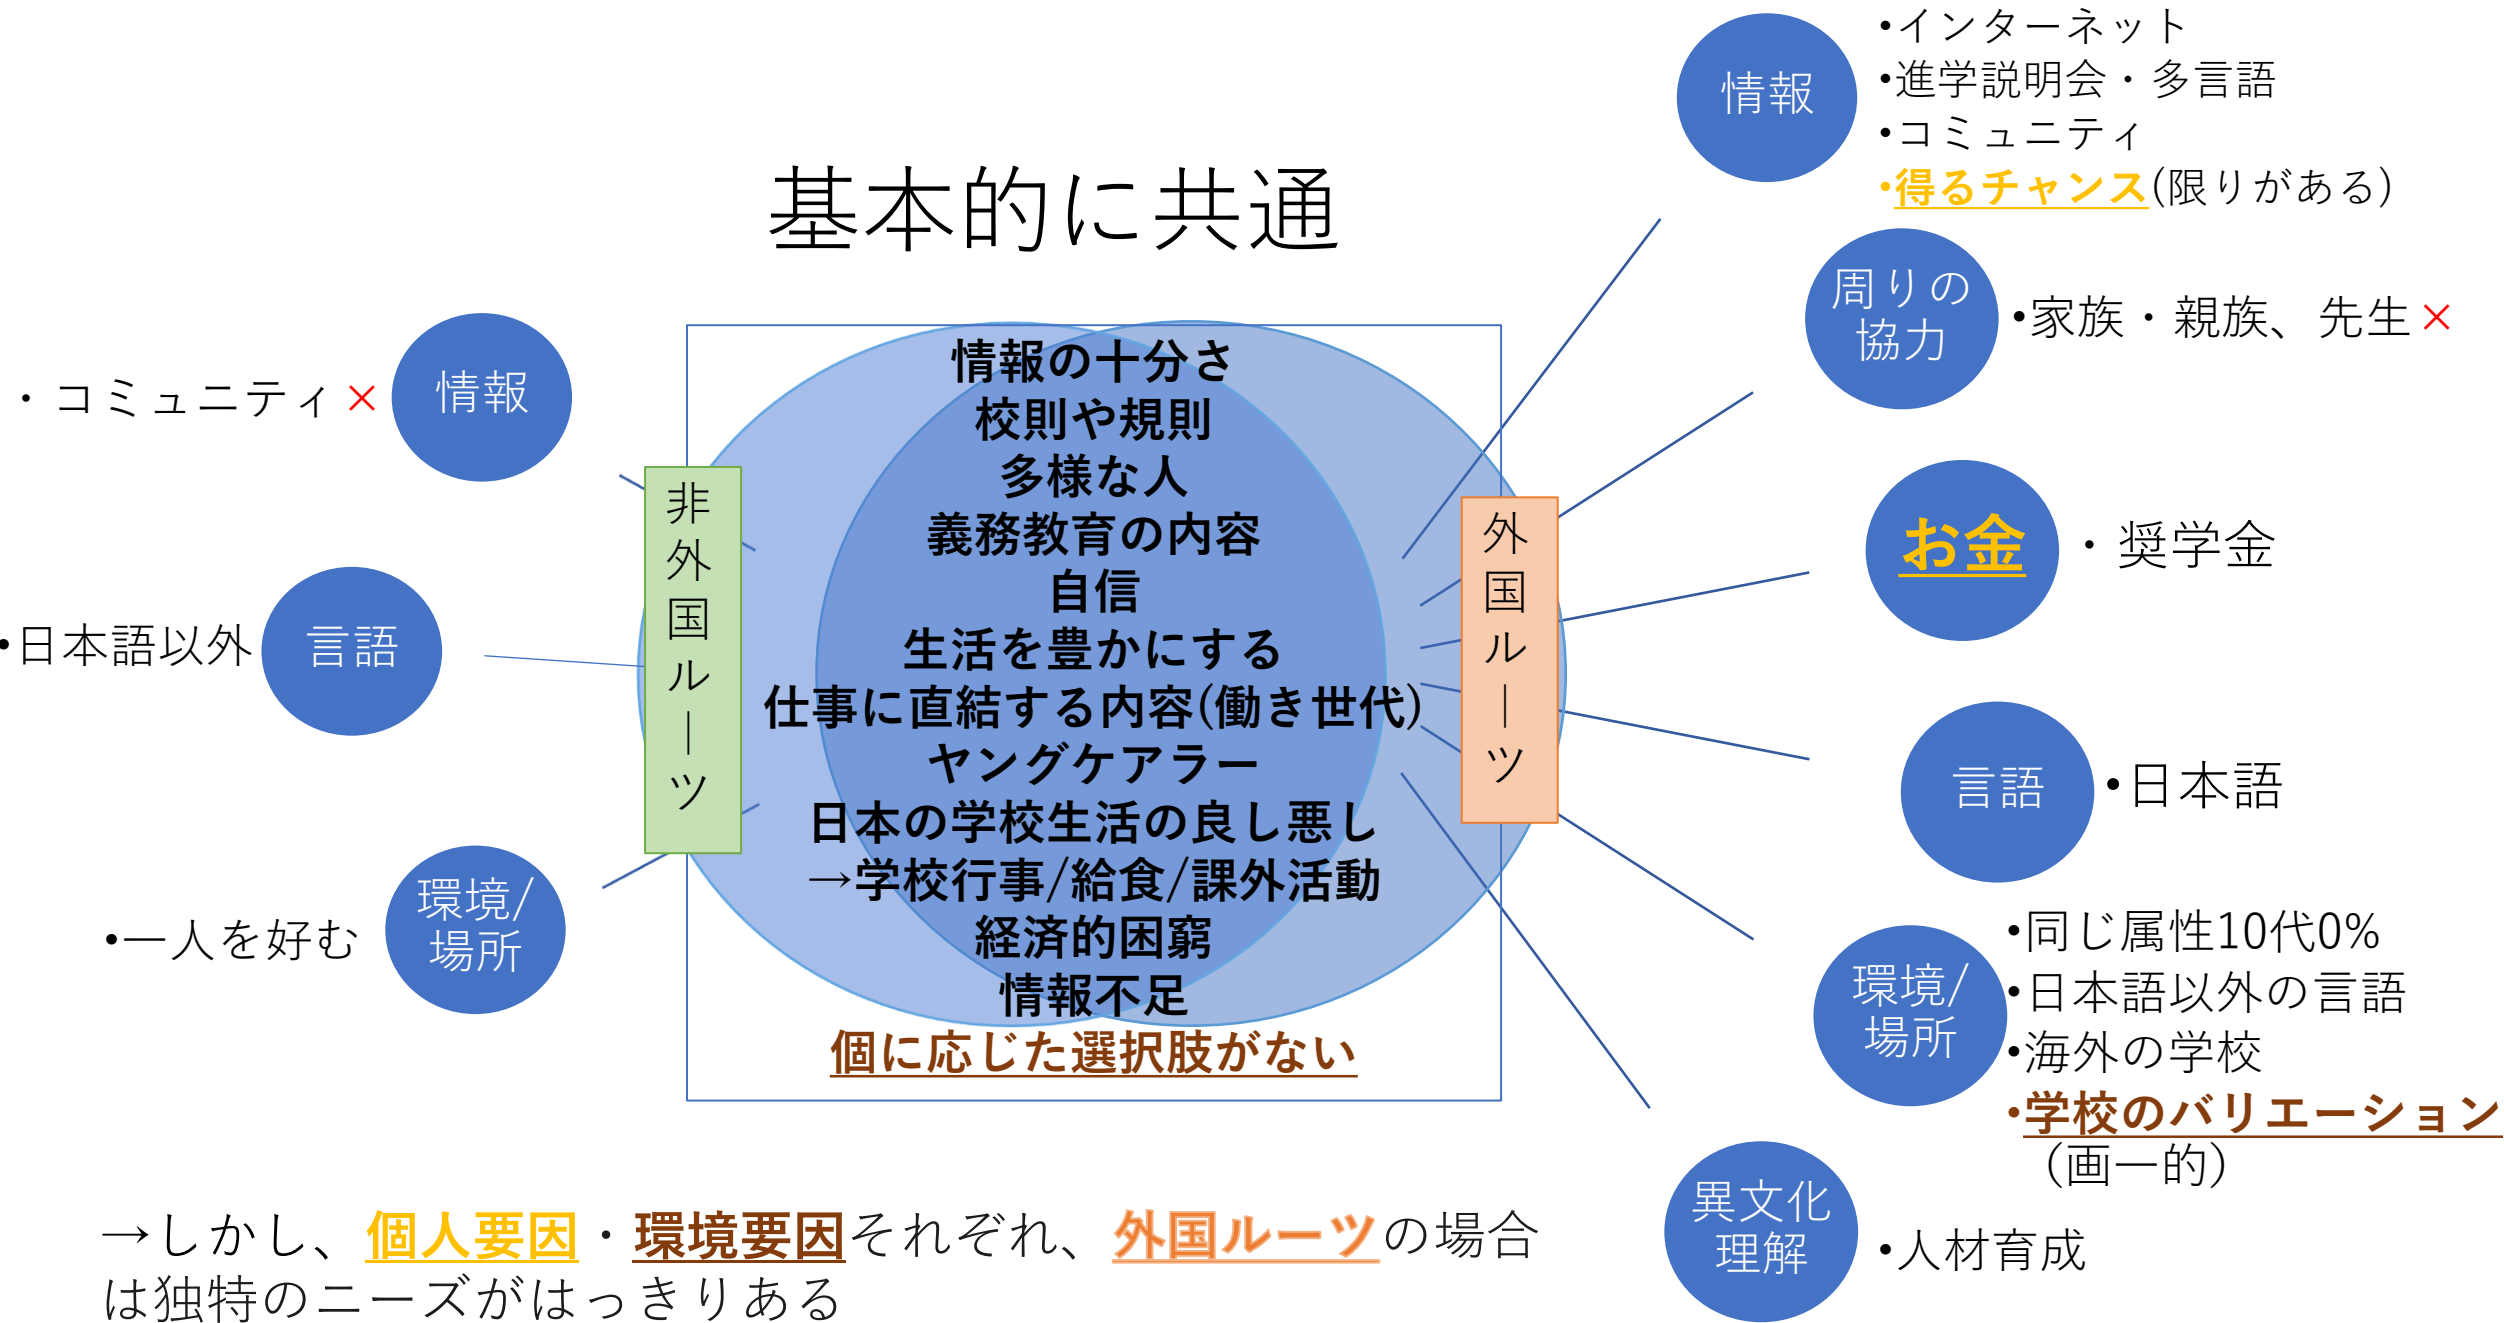 基本的に共通
・コミュニティ×
情報
•日本語以外
言語
•一人を好む
環境/
場所
非外国ルーツ
情報の十分さ
校則や規則
多様な人
義務教育の内容
自信
生活を豊かにする
仕事に直結する内容(働き世代)
ヤングケアラー
日本の学校生活の良し悪し
→学校行事/給食/課外活動
経済的困窮
情報不足
個に応じた選択肢がない
外国ルーツ
情報
•インターネット
•進学説明会・多言語
•コミュニティ
•得るチャンス(限りがある)
周りの
協力
•家族・親族、先生×
お金
・奨学金
言語
•日本語
環境/
場所
•同じ属性10代0%
•日本語以外の言語
•海外の学校
•学校のバリエーション
（画一的）
異文化
理解
•人材育成
→しかし、個人要因・環境要因それぞれ、外国ルーツの場合
は独特のニーズがはっきりある